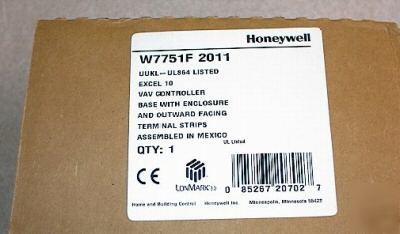 Honeywell
W7751F 2011
UUKL--UL864 LISTED
EXCEL 10
VAV CONTROLLER
BASE WITH ENCLOSURE
AND OUTWARD FACING
TERMINAL STRIPS
ASSEMBLED IN MEXICO
QTY: 1
UL Listed
CE
LONMARK
0 85267 20702 7
Home and Building Control Honeywell Inc. Minneapolis, Minnesota 55422